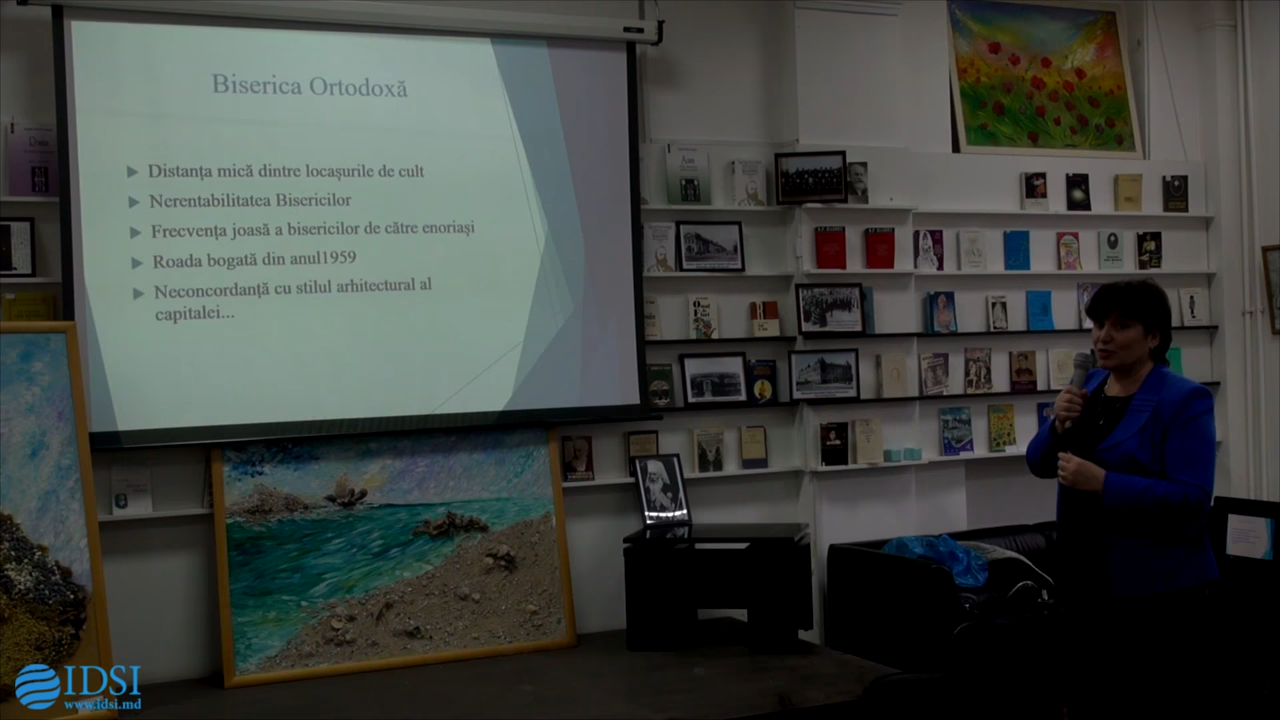 Biserica Ortodoxă
Distanța mică dintre locașurile de cult
Nerentabilitatea Bisericilor
Frecvența joasă a bisericilor de către enoriași
Roada bogată din anul1959
Neconcordanță cu stilul arhitectural al
capitalei...
IDSI
www.idsi.md